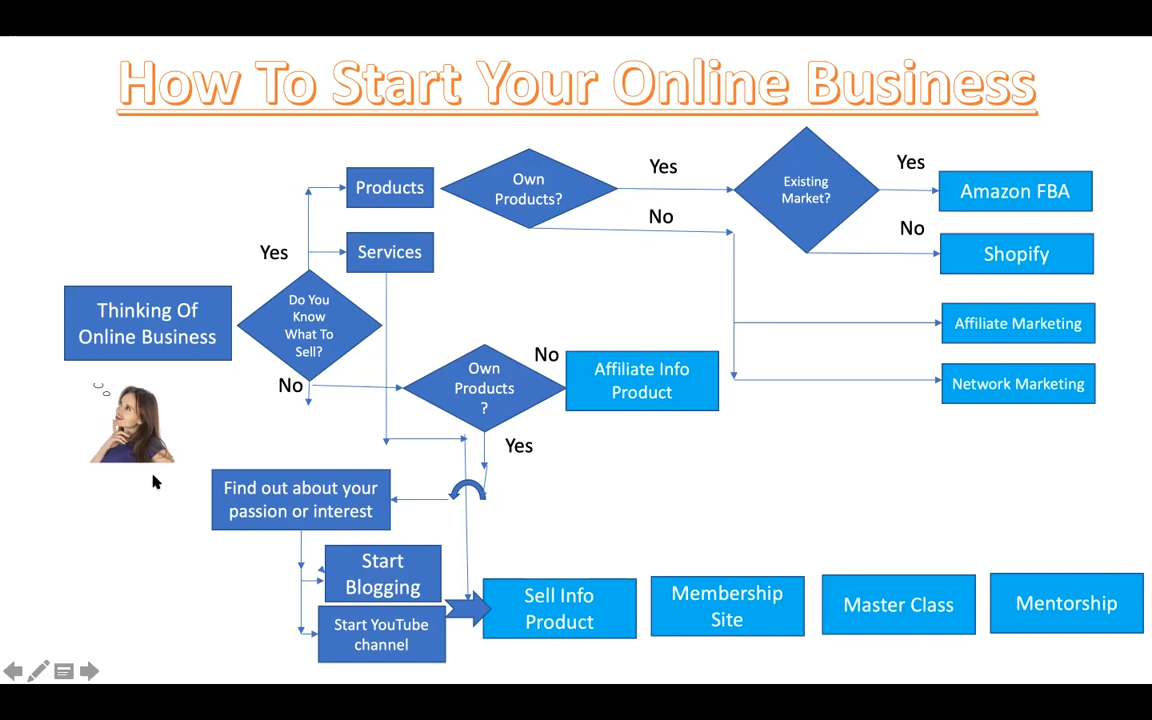 How To Start Your Online Business
Products
Own
Products?
Yes
No
Existing
Market?
Yes
Amazon FBA
No
Shopify
Yes
Services
Thinking Of
Online Business
Do You
Know
What To
Sell?
No
Own
Products
?
No
Affiliate Info
Product
Yes
Affiliate Marketing
Network Marketing
Find out about your
passion or interest
Start
Blogging
Start YouTube
channel
Sell Info
Product
Membership
Site
Master Class
Mentorship